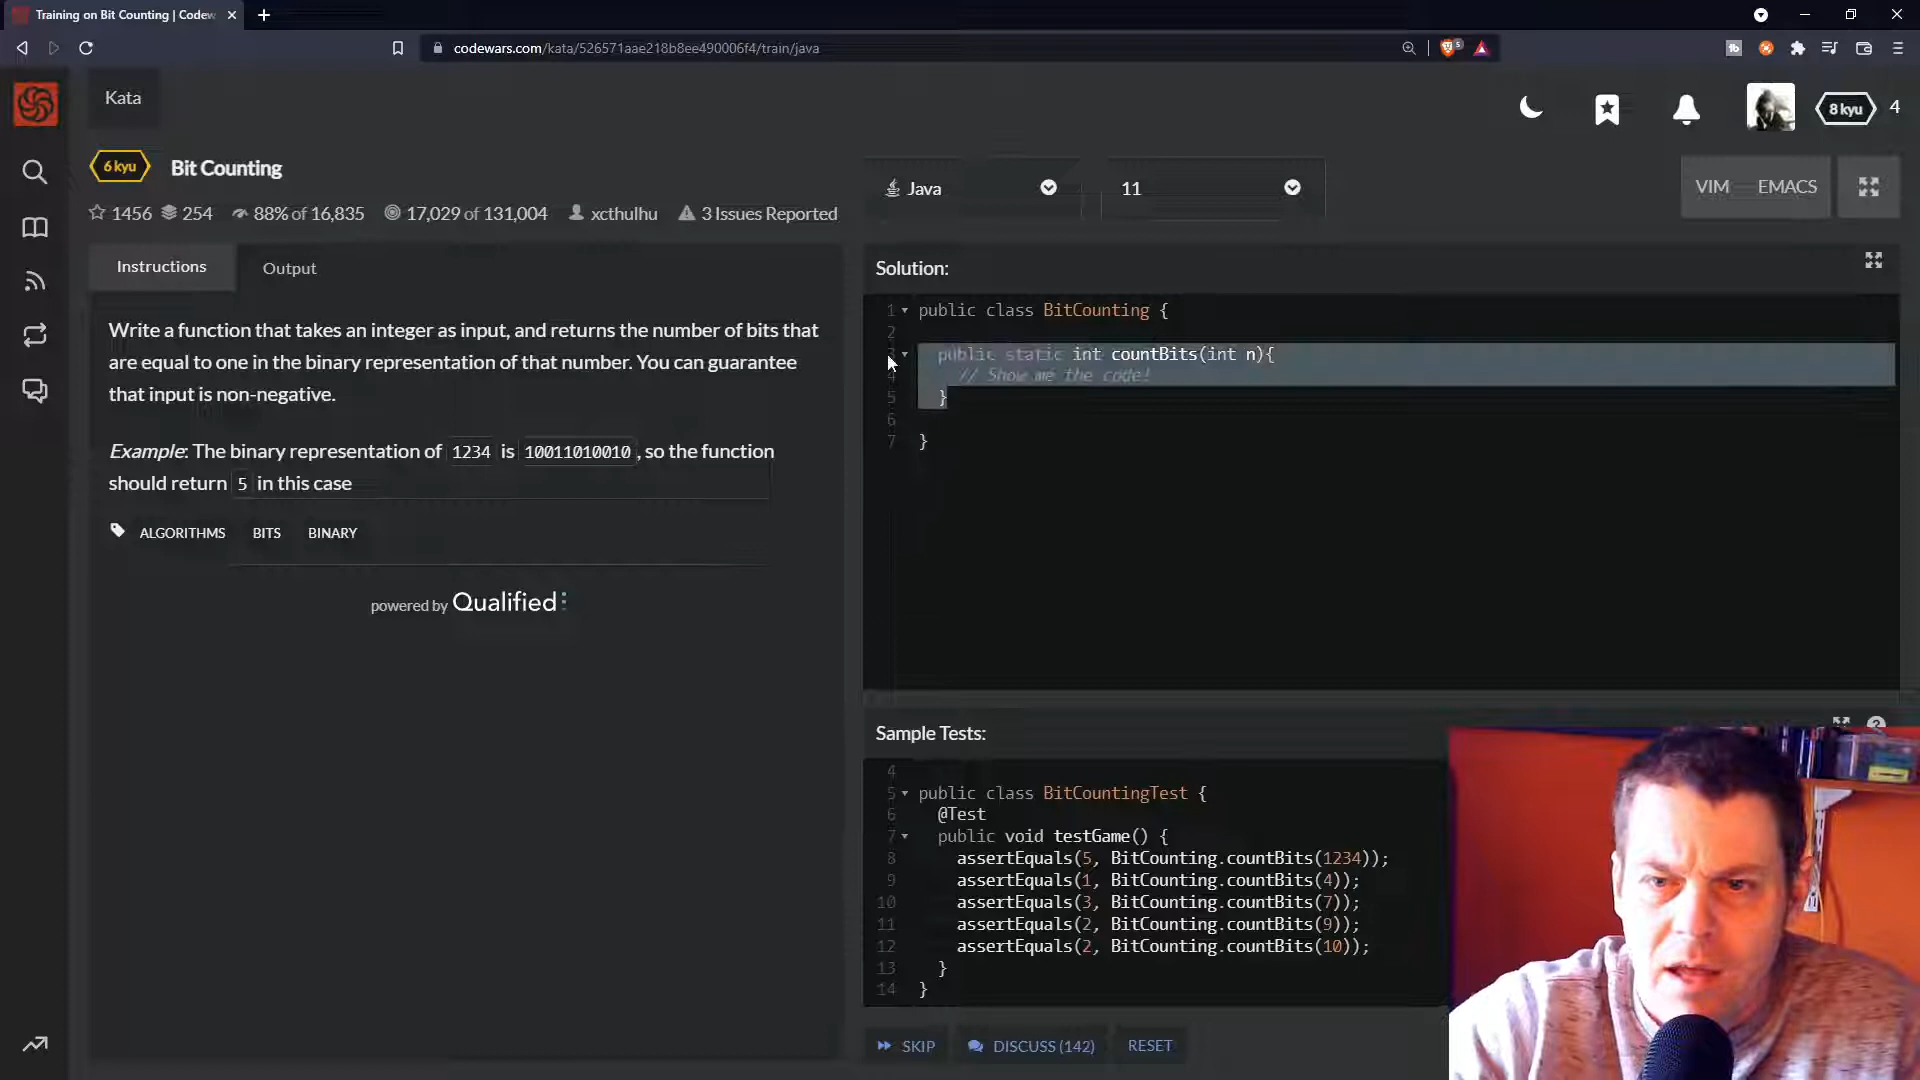 Training on Bit Counting | Codew
codewars.com/kata/526571aae218b8ee490006f4/train/java
Kata
8 kyu
4
6 kyu
Bit Counting
1456
254
88% of 16,835
17,029 of 131,004
xcthulhu
3 Issues Reported
Java
11
VIM
EMACS
Instructions
Output
Write a function that takes an integer as input, and returns the number of bits that
are equal to one in the binary representation of that number. You can guarantee
that input is non-negative.
Example: The binary representation of 1234 is 10011010010, so the function
should return 5 in this case
ALGORITHMS BITS BINARY
powered by Qualified
Solution:
1 public class BitCounting {
2
3 public static int countBits(int n){
// Show me the code!
5 }
6
7 }
Sample Tests:
4
5 public class BitCountingTest {
6 @Test
7 public void testGame() {
8 assertEquals(5, BitCounting.countBits(1234));
9 assertEquals(1, BitCounting.countBits(4));
10 assertEquals(3, BitCounting.countBits(7));
11 assertEquals(2, BitCounting.countBits(9));
12 assertEquals(2, BitCounting.countBits(10));
13 }
14 }
SKIP
DISCUSS (142)
RESET